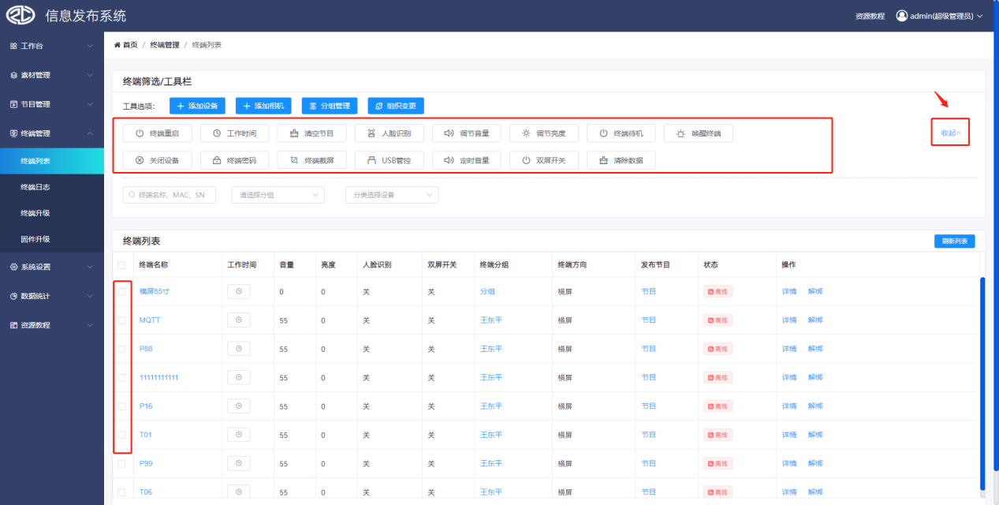 信息发布系统
资源教程 admin(超级管理员)
工作台
素材管理
节目管理
终端管理
终端列表
终端日志
终端升级
固件升级
系统设置
数据统计
资源教程
首页 / 终端管理 / 终端列表
终端筛选/工具栏
工具选项: + 添加设备 + 添加相机 分组管理 组织变更
终端重启 工作时间 清空节目 人脸识别 调节音量 调节亮度 终端待机 唤醒终端 收起^
关闭设备 终端密码 终端截屏 USB管控 定时音量 双屏开关 清除数据
终端名称、MAC、SN 请选择分组 分类选择设备
终端列表 刷新列表
终端名称 工作时间 音量 亮度 人脸识别 双屏开关 终端分组 终端方向 发布节目 状态 操作
横屏55寸 0 0 关 关 分组 横屏 节目 离线 详情 解绑
MQTT 55 0 关 关 王东平 横屏 节目 离线 详情 解绑
P88 55 0 关 关 王东平 横屏 节目 离线 详情 解绑
11111111111 55 0 关 关 王东平 横屏 节目 离线 详情 解绑
P16 55 0 关 关 王东平 横屏 节目 离线 详情 解绑
T01 55 0 关 关 王东平 横屏 节目 离线 详情 解绑
P99 55 0 关 关 王东平 横屏 节目 离线 详情 解绑
T06 55 0 关 关 王东平 横屏 节目 离线 详情 解绑